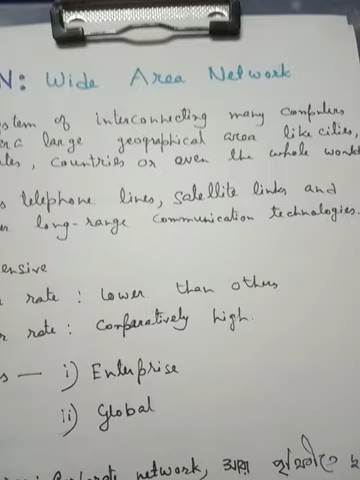 N: Wide Area Network
stem of interconnecting many computers
a large geographical area like cities,
tes, countries or even the whole world
s telephone lines, satellite links and
long-range communication technologies.
ensive
rate: lower than others
r rate: comparatively high.
s — i) Enterprise
ii) Global
network,